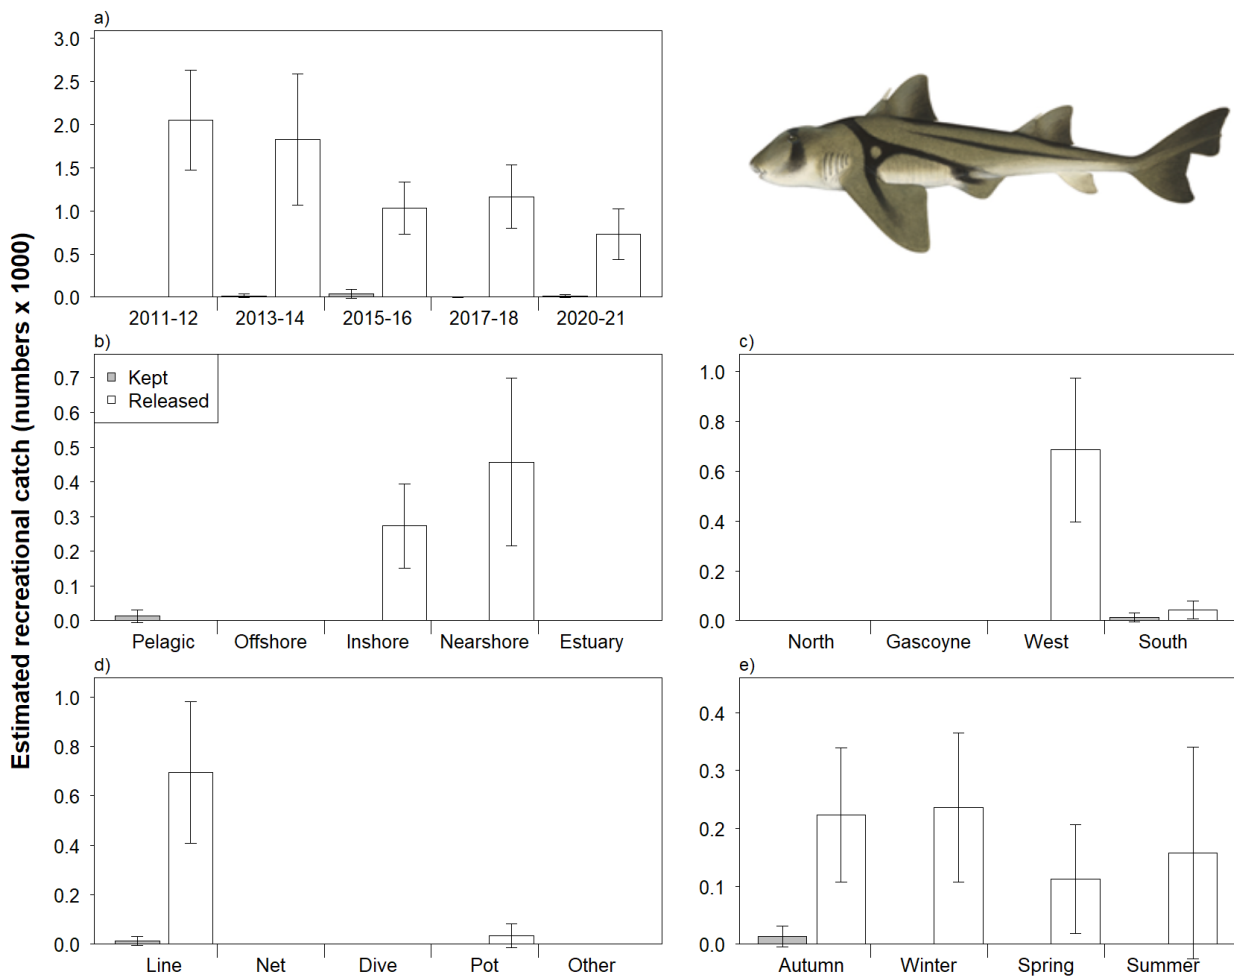 Estimated recreational catch (numbers x 1000)
a)
3.0
2.5
2.0
1.5
1.0
0.5
0.0
2011-12 2013-14 2015-16 2017-18 2020-21
b)
0.7
0.6
0.5
0.4
0.3
0.2
0.1
0.0
Kept
Released
Pelagic Offshore Inshore Nearshore Estuary
c)
1.0
0.8
0.6
0.4
0.2
0.0
North Gascoyne West South
d)
1.0
0.8
0.6
0.4
0.2
0.0
Line Net Dive Pot Other
e)
0.4
0.3
0.2
0.1
0.0
Autumn Winter Spring Summer